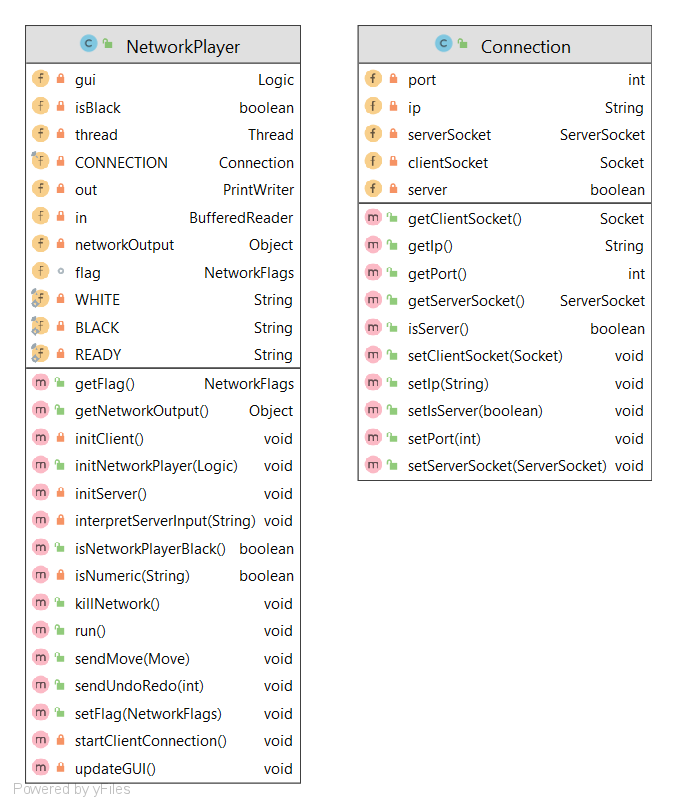 NetworkPlayer
gui Logic
isBlack boolean
thread Thread
CONNECTION Connection
out PrintWriter
in BufferedReader
networkOutput Object
flag NetworkFlags
WHITE String
BLACK String
READY String
getFlag() NetworkFlags
getNetworkOutput() Object
initClient() void
initNetworkPlayer(Logic) void
initServer() void
interpretServerInput(String) void
isNetworkPlayerBlack() boolean
isNumeric(String) boolean
killNetwork() void
run() void
sendMove(Move) void
sendUndoRedo(int) void
setFlag(NetworkFlags) void
startClientConnection() void
updateGUI() void
Connection
port int
ip String
serverSocket ServerSocket
clientSocket Socket
server boolean
getClientSocket() Socket
getIp() String
getPort() int
getServerSocket() ServerSocket
isServer() boolean
setClientSocket(Socket) void
setIp(String) void
setIsServer(boolean) void
setPort(int) void
setServerSocket(ServerSocket) void
Powered by yFiles